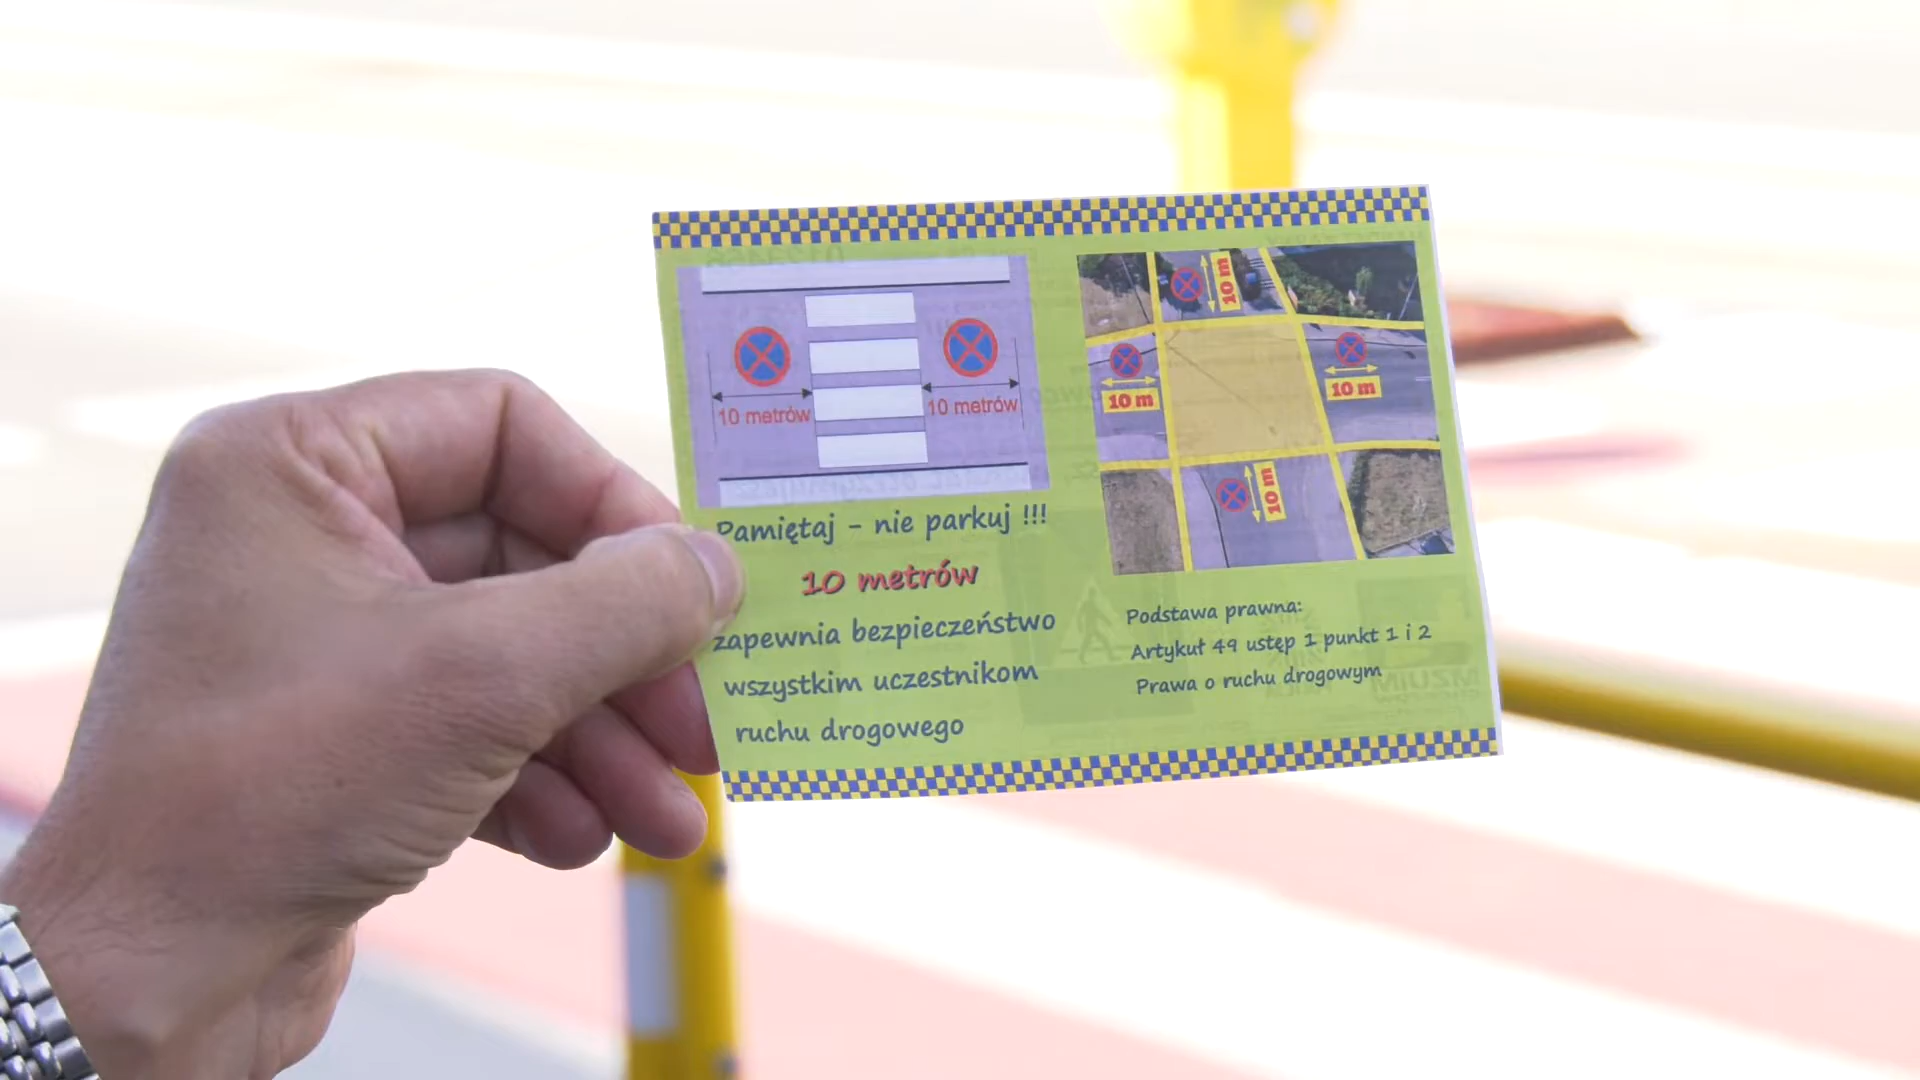 10 metrów
10 metrów
Pamiętaj - nie parkuj !!!
10 metrów
zapewnia bezpieczeństwo
wszystkim uczestnikom
ruchu drogowego
10 m
10 m
10 m
10 m
Podstawa prawna:
Artykuł 49 ustęp 1 punkt 1 i 2
Prawa o ruchu drogowym
MZUIM